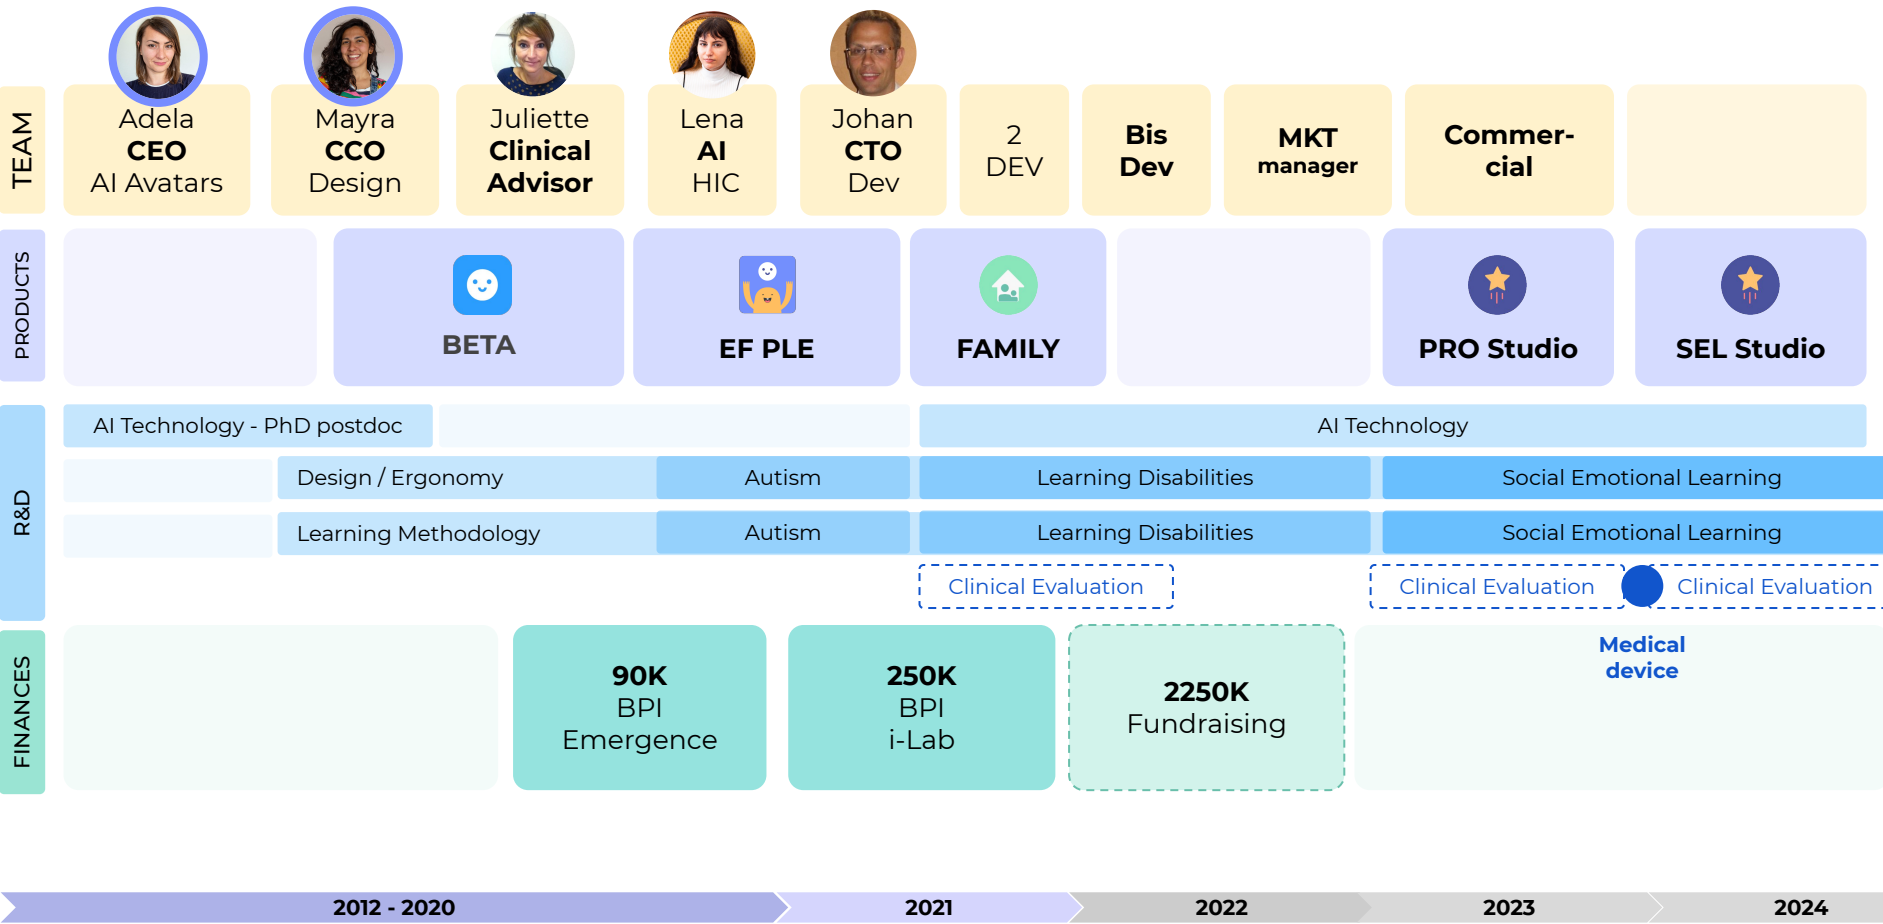 TEAM
Adela
CEO
AI Avatars
Mayra
CCO
Design
Juliette
Clinical
Advisor
Lena
AI
HIC
Johan
CTO
Dev
2
DEV
Bis
Dev
MKT
manager
Commer-
cial
PRODUCTS
BETA
EF PLE
FAMILY
PRO Studio
SEL Studio
R&D
AI Technology - PhD postdoc
AI Technology
Design / Ergonomy
Autism
Learning Disabilities
Social Emotional Learning
Learning Methodology
Autism
Learning Disabilities
Social Emotional Learning
Clinical Evaluation
Clinical Evaluation
Clinical Evaluation
Medical
device
FINANCES
90K
BPI
Emergence
250K
BPI
i-Lab
2250K
Fundraising
2012 - 2020
2021
2022
2023
2024